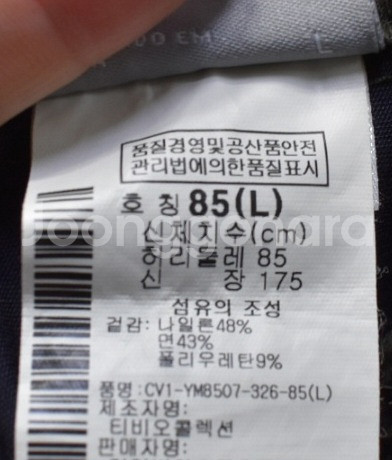 L
품질경영및공산품안전
관리법에의한품질표시
호 칭 85(L)
신체치수(cm)
허리둘레 85
신 장 175
Joonggonara
섬유의 조성
겉감: 나일론48%
면43%
폴리우레탄9%
품명:CV1-YM8507-326-85(L)
제조자명:
티비오콜렉션
판매자명: